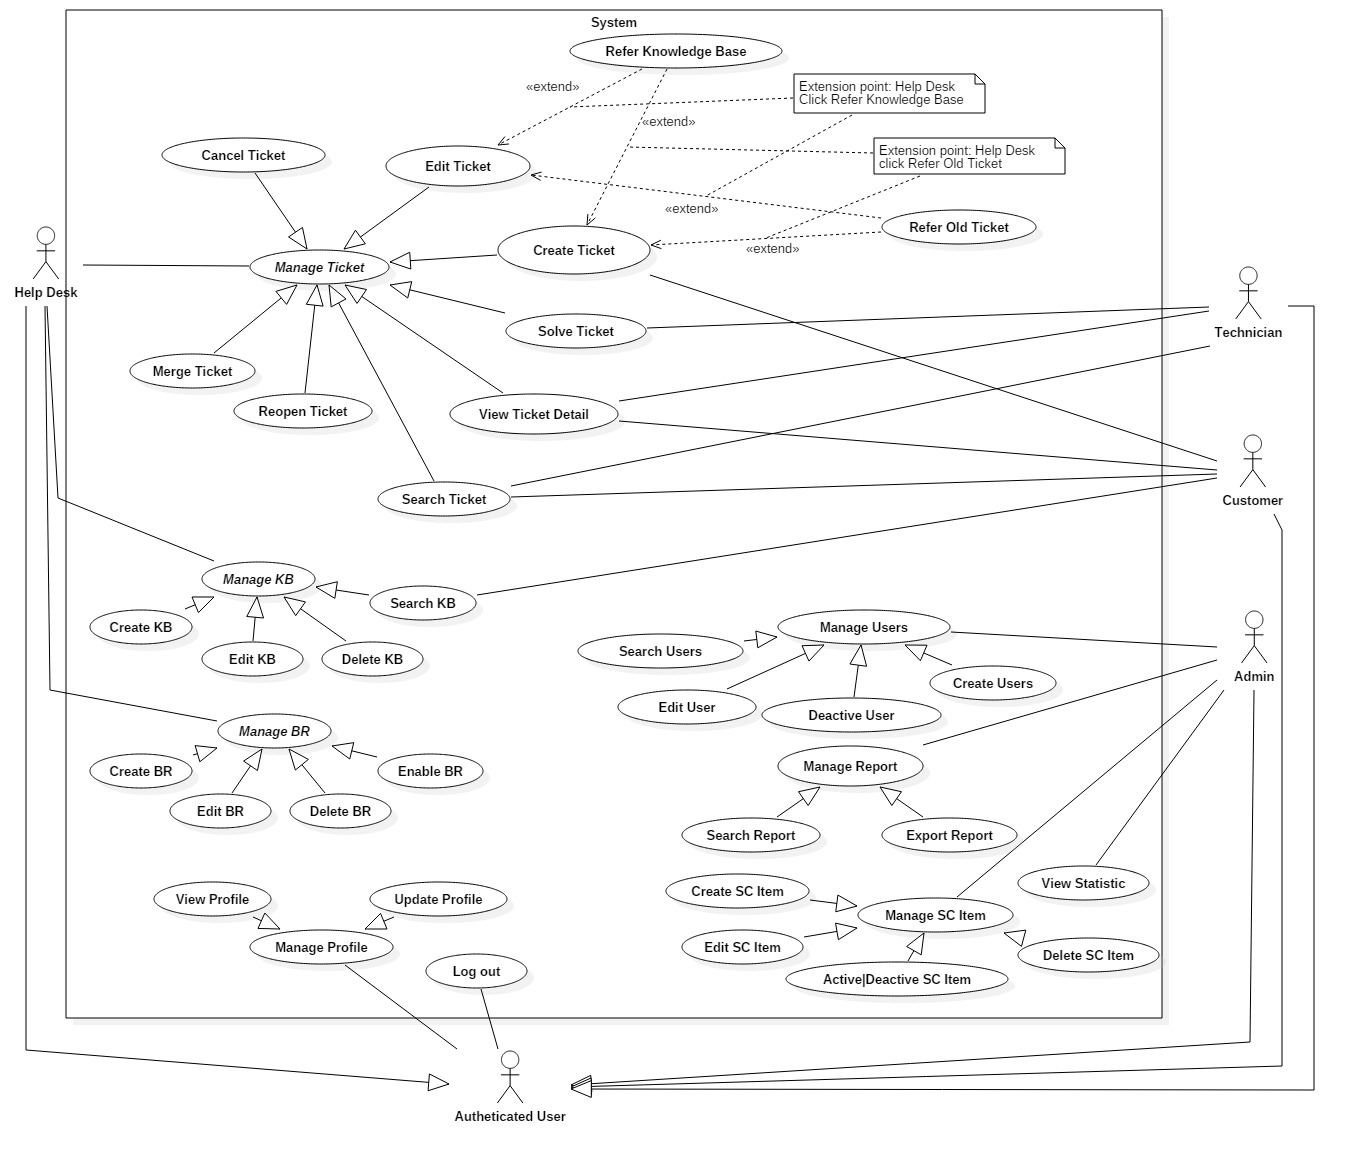 System
Refer Knowledge Base
«extend»
Extension point: Help Desk
Click Refer Knowledge Base
«extend»
Extension point: Help Desk
click Refer Old Ticket
Cancel Ticket
Edit Ticket
«extend»
Refer Old Ticket
«extend»
Create Ticket
Manage Ticket
Help Desk
Solve Ticket
Technician
Merge Ticket
Reopen Ticket
View Ticket Detail
Search Ticket
Customer
Manage KB
Search KB
Create KB
Edit KB
Delete KB
Manage Users
Search Users
Create Users
Edit User
Deactive User
Admin
Manage BR
Create BR
Enable BR
Edit BR
Delete BR
Manage Report
Search Report
Export Report
View Statistic
View Profile
Update Profile
Manage Profile
Log out
Create SC Item
Manage SC Item
Edit SC Item
Delete SC Item
Active|Deactive SC Item
Autheticated User